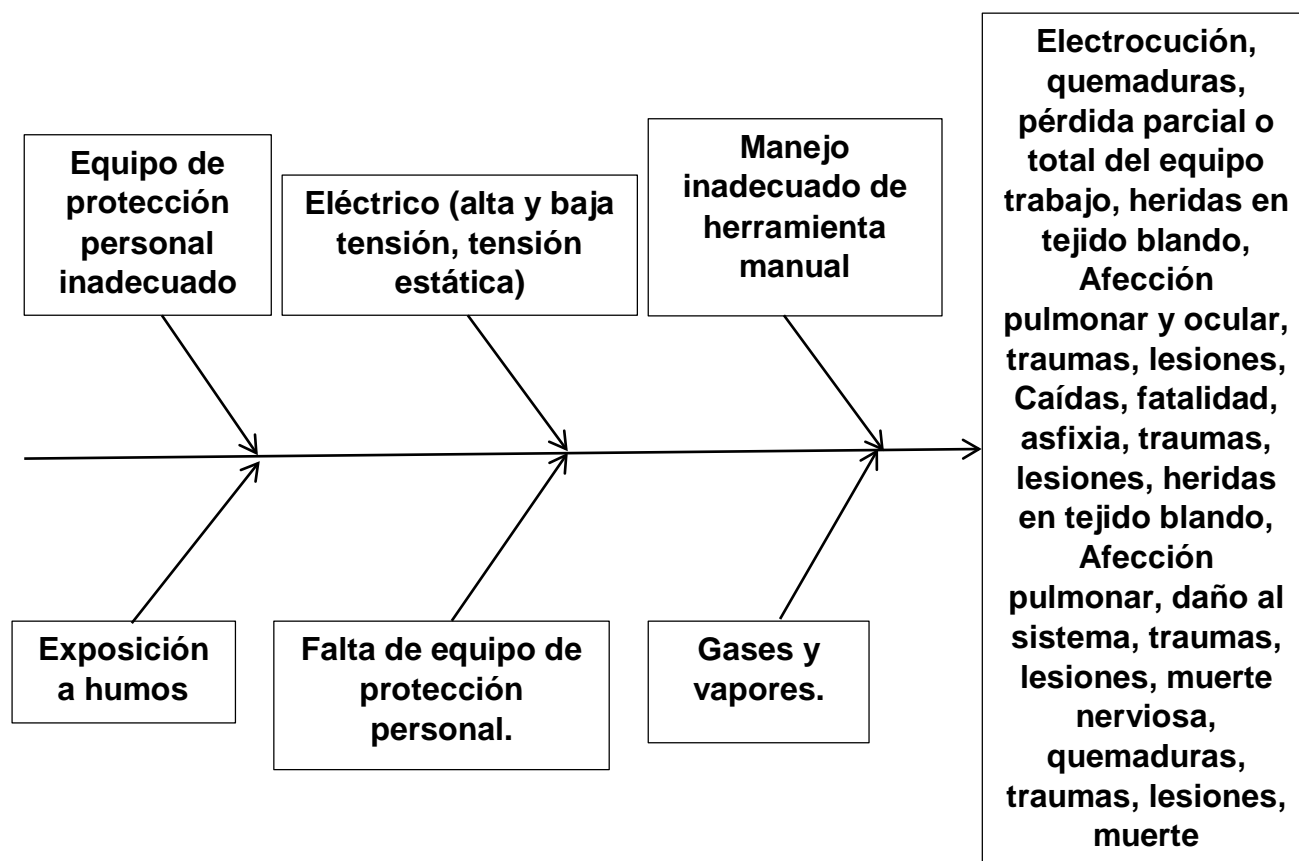 Equipo de
protección
personal
inadecuado
Eléctrico (alta y baja
tensión, tensión
estática)
Manejo
inadecuado de
herramienta
manual
Exposición
a humos
Falta de equipo de
protección
personal.
Gases y
vapores.
Electrocución,
quemaduras,
pérdida parcial o
total del equipo
trabajo, heridas en
tejido blando,
Afección
pulmonar y ocular,
traumas, lesiones,
Caídas, fatalidad,
asfixia, traumas,
lesiones, heridas
en tejido blando,
Afección
pulmonar, daño al
sistema, traumas,
lesiones, muerte
nerviosa,
quemaduras,
traumas, lesiones,
muerte